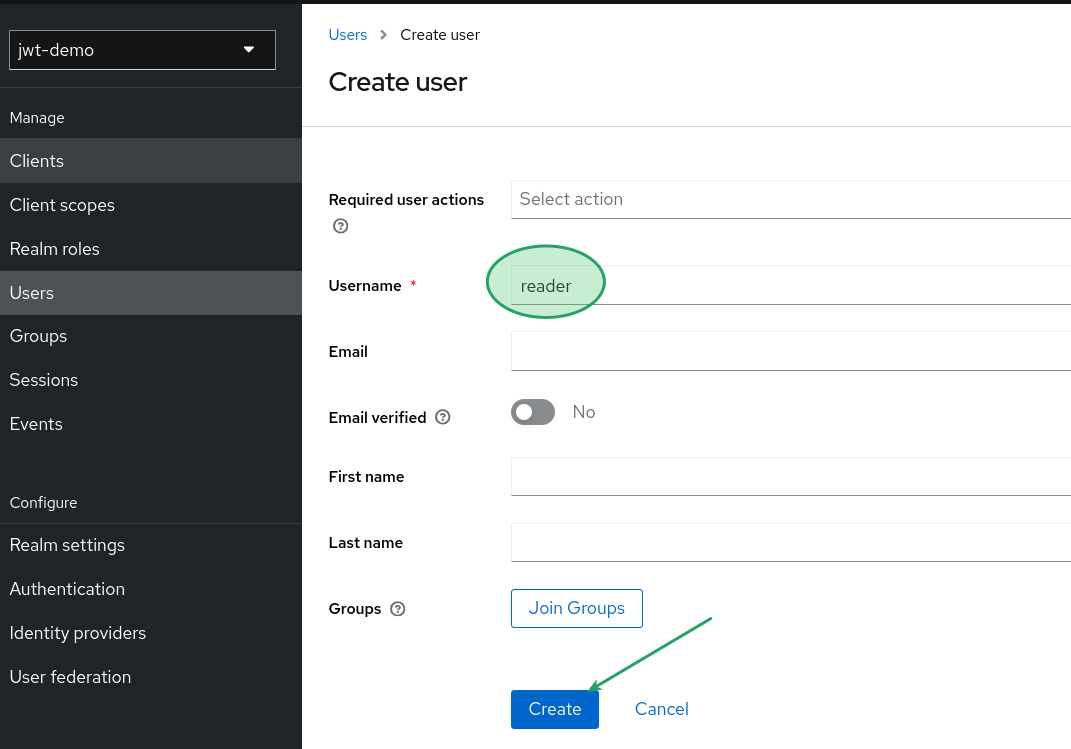 jwt-demo
Manage
Clients
Client scopes
Realm roles
Users
Groups
Sessions
Events
Configure
Realm settings
Authentication
Identity providers
User federation
Users > Create user
Create user
Required user actions
Select action
Username *
reader
Email
Email verified
No
First name
Last name
Groups
Join Groups
Create Cancel